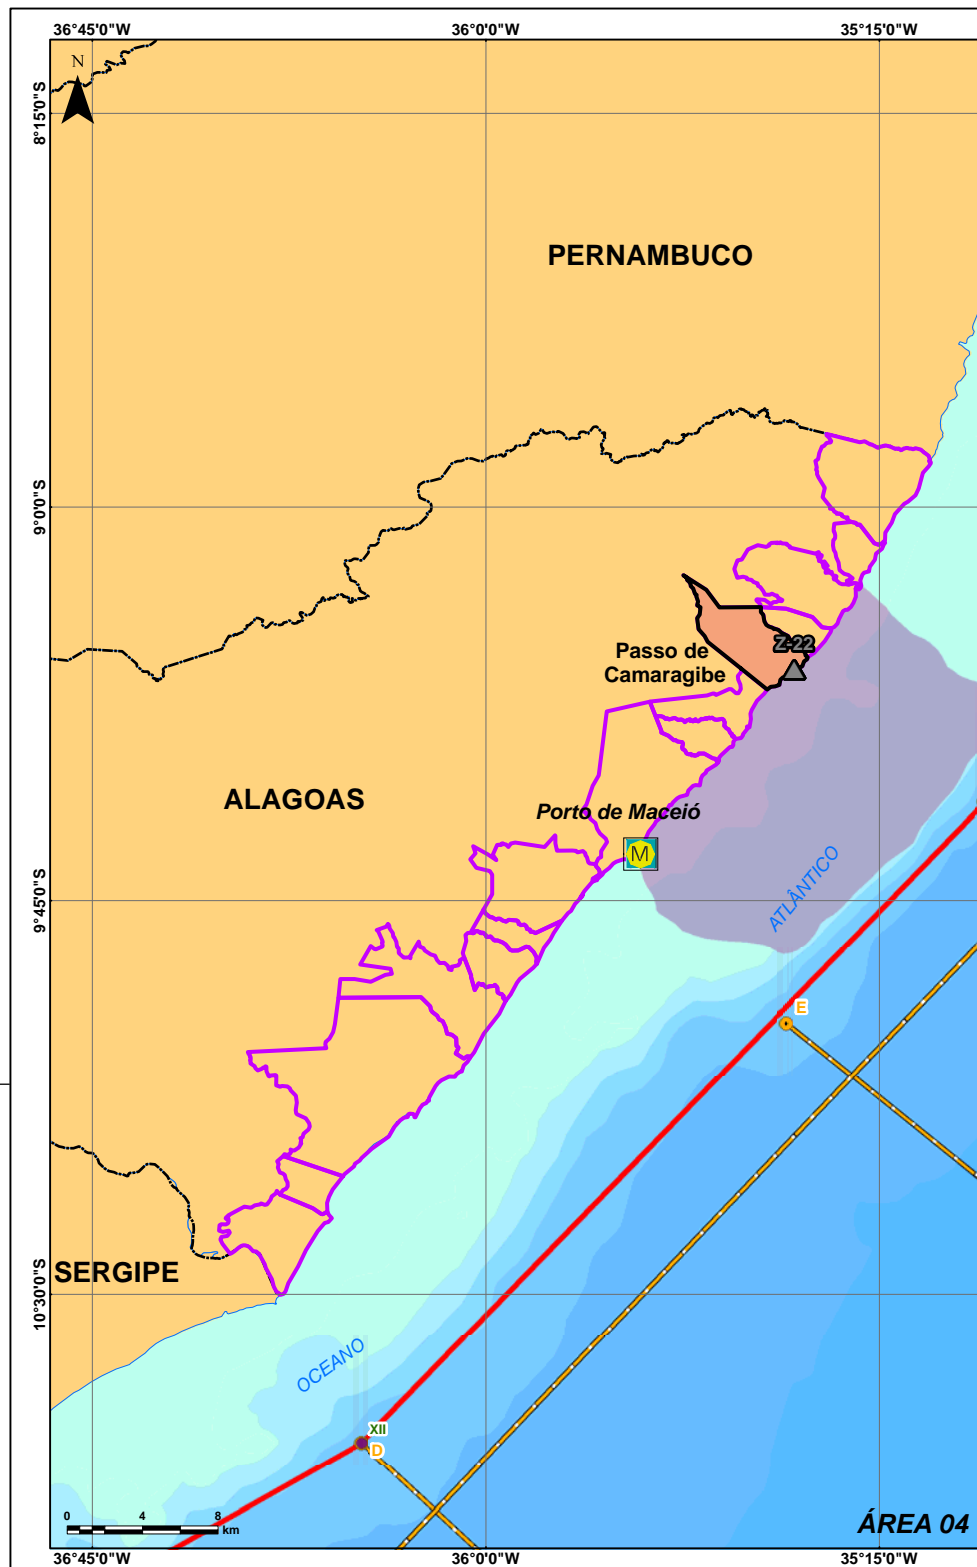 36°45'0"W
36°0'0"W
35°15'0"W
N
8°15'0"S
PERNAMBUCO
9°0'0"S
Z-22
Passo de
Camaragibe
ALAGOAS
Porto de Maceió
M
ATLÂNTICO
9°45'0"S
E
SERGIPE
10°30'0"S
OCEANO
XII
D
0 4 8
km
ÁREA 04
36°45'0"W
36°0'0"W
35°15'0"W